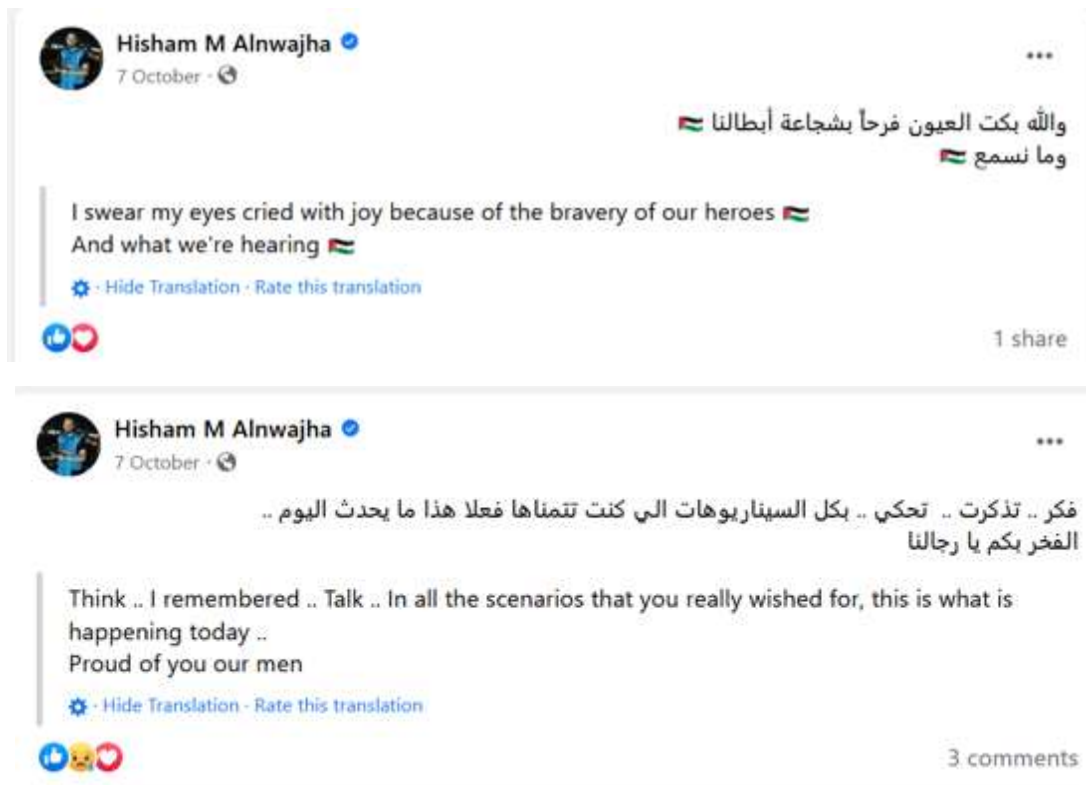 Hisham M Alnwajha
7 October ·
والله بكت العيون فرحاً بشجاعة أبطالنا 🇵🇸
وما نسمع 🇵🇸
I swear my eyes cried with joy because of the bravery of our heroes 🇵🇸
And what we're hearing 🇵🇸
· Hide Translation · Rate this translation
1 share
Hisham M Alnwajha
7 October ·
فكر .. تذكرت .. تحكي .. بكل السيناريوهات الي كنت تتمناها فعلا هذا ما يحدث اليوم ..
الفخر بكم يا رجالنا
Think .. I remembered .. Talk .. In all the scenarios that you really wished for, this is what is
happening today ..
Proud of you our men
· Hide Translation · Rate this translation
3 comments